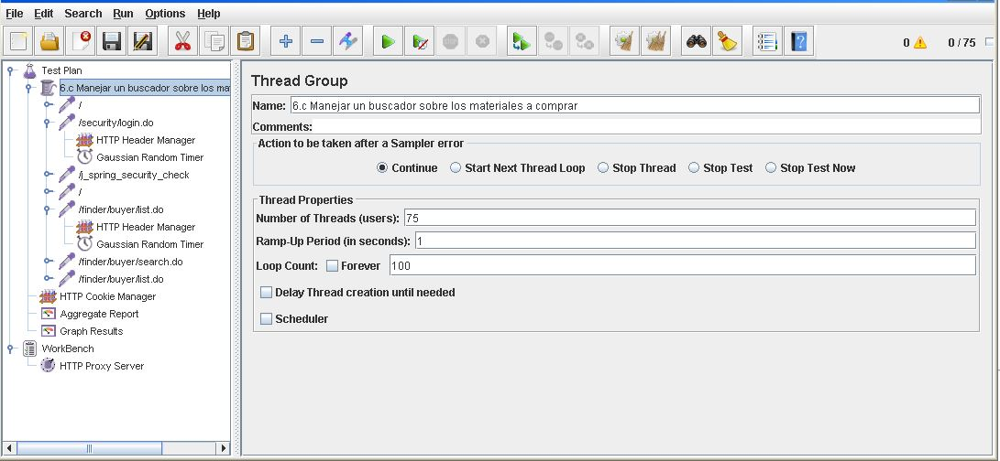 File Edit Search Run Options Help
0 0 / 75
Test Plan
6.c Manejar un buscador sobre los ma
/
/security/login.do
HTTP Header Manager
Gaussian Random Timer
/j_spring_security_check
/
/finder/buyer/list.do
HTTP Header Manager
Gaussian Random Timer
/finder/buyer/search.do
/finder/buyer/list.do
HTTP Cookie Manager
Aggregate Report
Graph Results
WorkBench
HTTP Proxy Server
Thread Group
Name: 6.c Manejar un buscador sobre los materiales a comprar
Comments:
Action to be taken after a Sampler error
Continue Start Next Thread Loop Stop Thread Stop Test Stop Test Now
Thread Properties
Number of Threads (users): 75
Ramp-Up Period (in seconds): 1
Loop Count: Forever 100
Delay Thread creation until needed
Scheduler